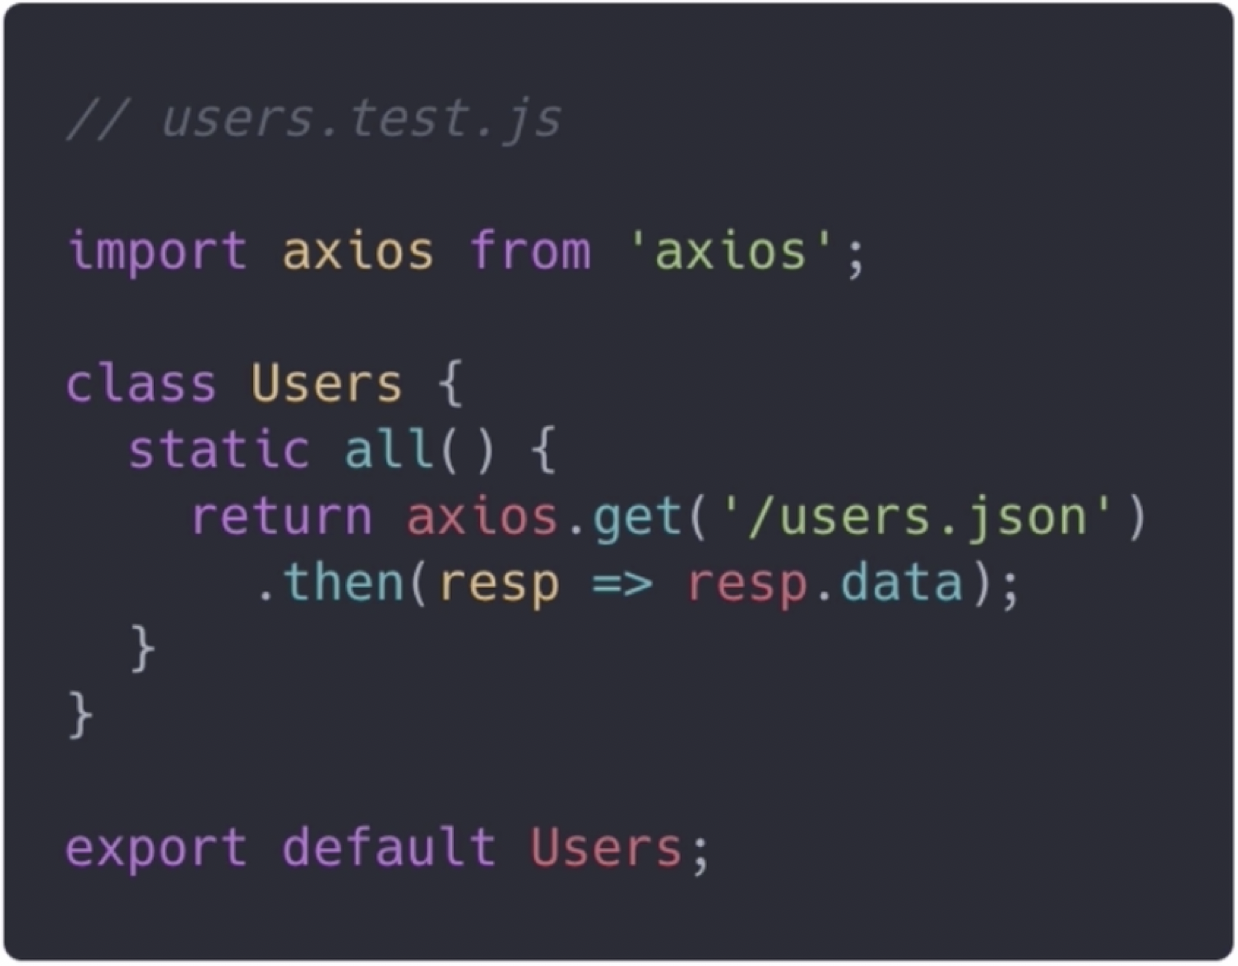 // users.test.js
import axios from 'axios';
class Users {
  static all() {
    return axios.get('/users.json')
      .then(resp => resp.data);
  }
}
export default Users;